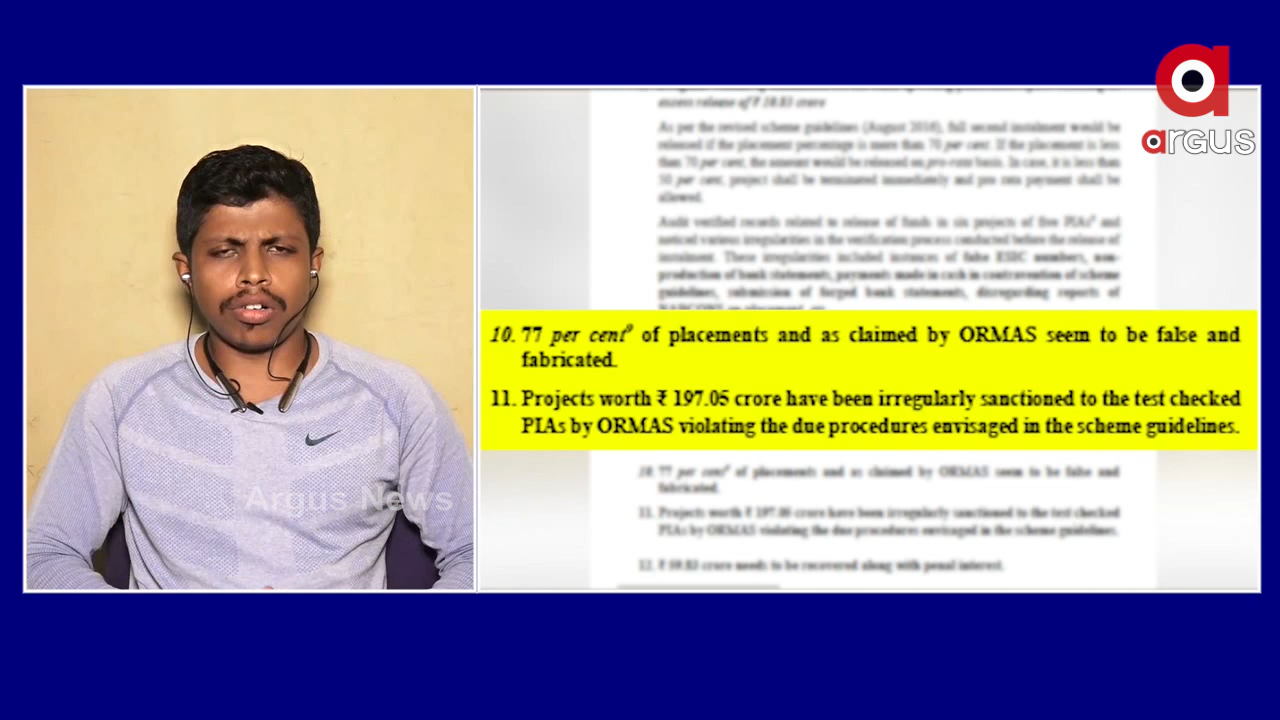 argus
excess release of ₹ 10.83 crore
As per the revised scheme guidelines (August 2016), full second instalment would be
released if the placement percentage is more than 70 per cent. If the placement is less
than 70 per cent, the amount would be released on pro-rata basis. In case, it is less than
50 per cent, project shall be terminated immediately and pro rata payment shall be
allowed.
Audit verified records related to release of funds in six projects of five PIAs and
noticed various irregularities in the verification process conducted before the release of
instalment. These irregularities included instances of fake ESIC numbers, non-
production of bank statements, payments made in cash in contravention of scheme
guidelines, submission of forged bank statements, disregarding reports of
10. 77 per cent⁹ of placements and as claimed by ORMAS seem to be false and
fabricated.
11. Projects worth ₹ 197.05 crore have been irregularly sanctioned to the test checked
PIAs by ORMAS violating the due procedures envisaged in the scheme guidelines.
10. 77 per cent of placements and as claimed by ORMAS seem to be false and
fabricated.
11. Projects worth ₹ 197.05 crore have been irregularly sanctioned to the test checked
PIAs by ORMAS violating the due procedures envisaged in the scheme guidelines.
12. crore needs to be recovered along with penal interest.
Argus News